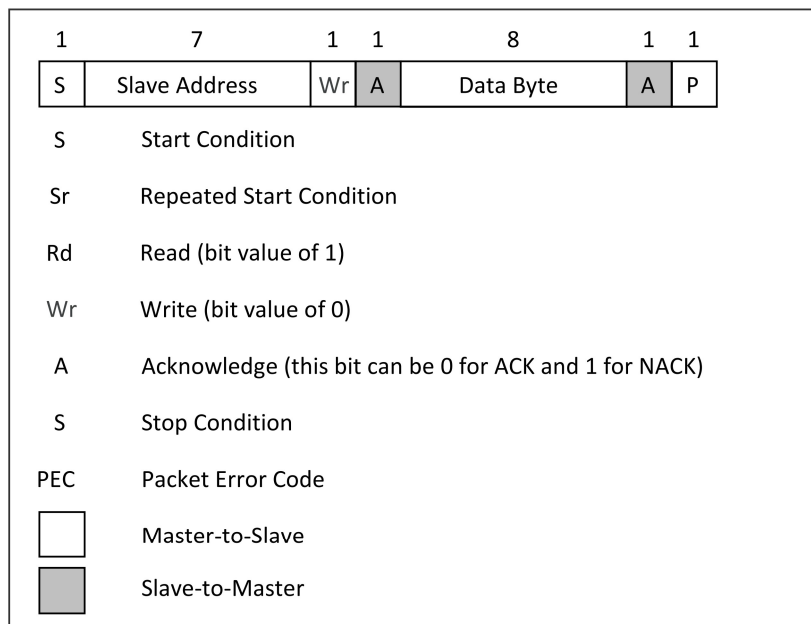 1 7 1 1 8 1 1
S Slave Address Wr A Data Byte A P
S Start Condition
Sr Repeated Start Condition
Rd Read (bit value of 1)
Wr Write (bit value of 0)
A Acknowledge (this bit can be 0 for ACK and 1 for NACK)
S Stop Condition
PEC Packet Error Code
Master-to-Slave
Slave-to-Master